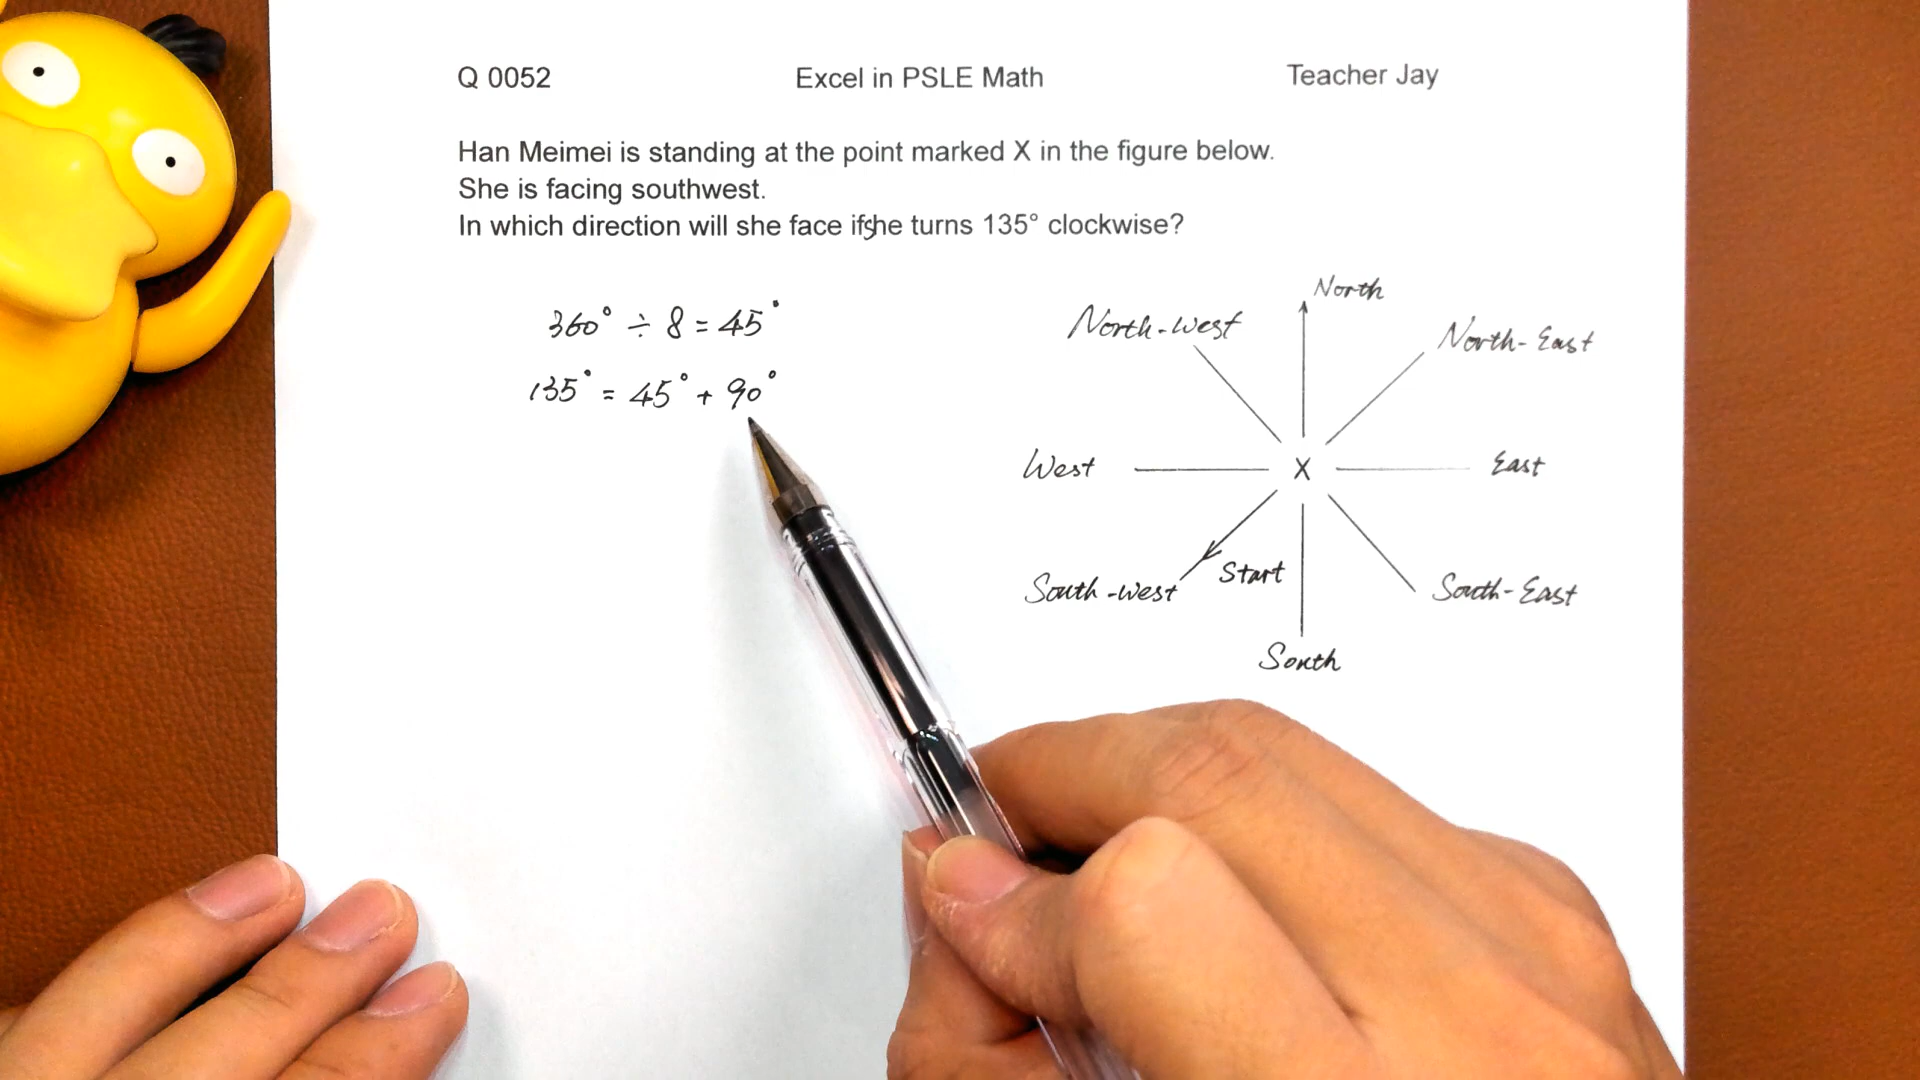 Q 0052 Excel in PSLE Math Teacher Jay
Han Meimei is standing at the point marked X in the figure below.
She is facing southwest.
In which direction will she face if she turns 135° clockwise?
360° ÷ 8 = 45°
135° = 45° + 90°
North
North-west
North-East
West
X
East
Start
South-west
South-East
South